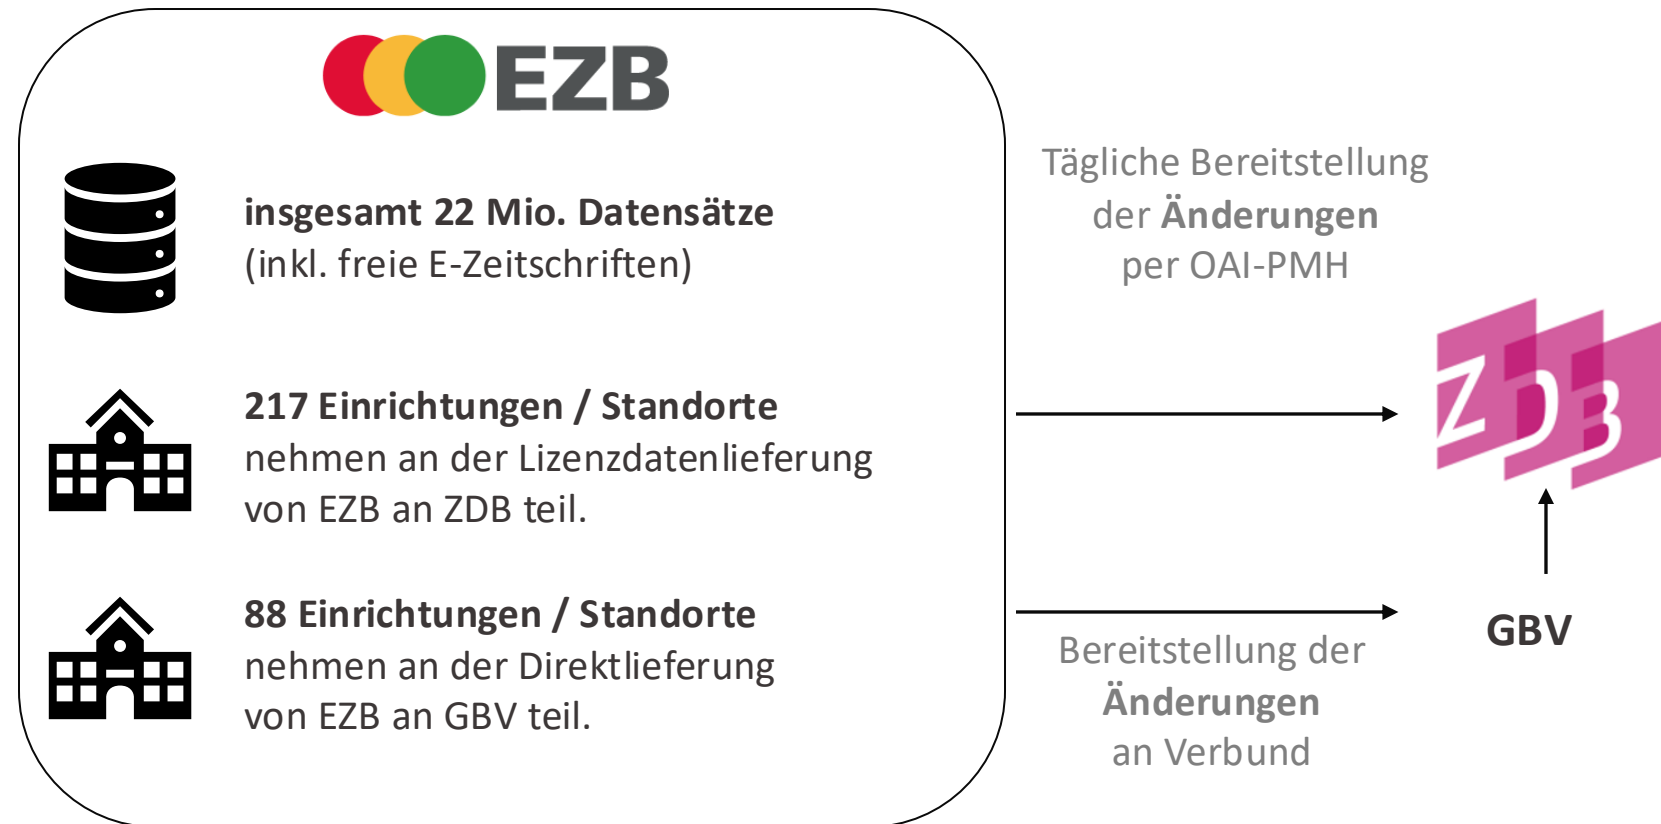 EZB
insgesamt 22 Mio. Datensätze
(inkl. freie E-Zeitschriften)
217 Einrichtungen / Standorte
nehmen an der Lizenzdatenlieferung
von EZB an ZDB teil.
88 Einrichtungen / Standorte
nehmen an der Direktlieferung
von EZB an GBV teil.
Tägliche Bereitstellung
der Änderungen
per OAI-PMH
ZDB
Bereitstellung der
Änderungen
an Verbund
GBV